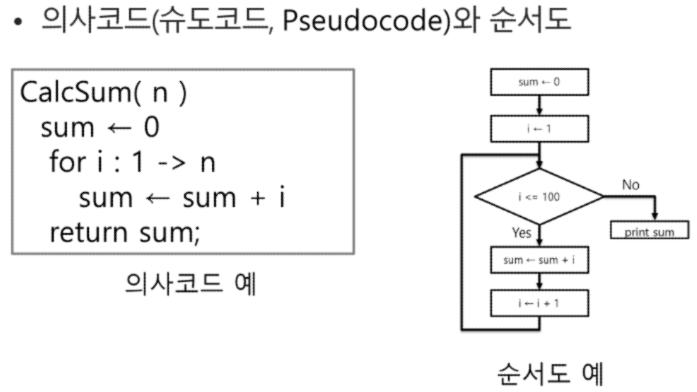 • 의사코드(슈도코드, Pseudocode)와 순서도
CalcSum( n )
sum ← 0
for i : 1 -> n
sum ← sum + i
return sum;
의사코드 예
sum ← 0
i ← 1
i <= 100
No
print sum
Yes
sum ← sum + i
i ← i + 1
순서도 예